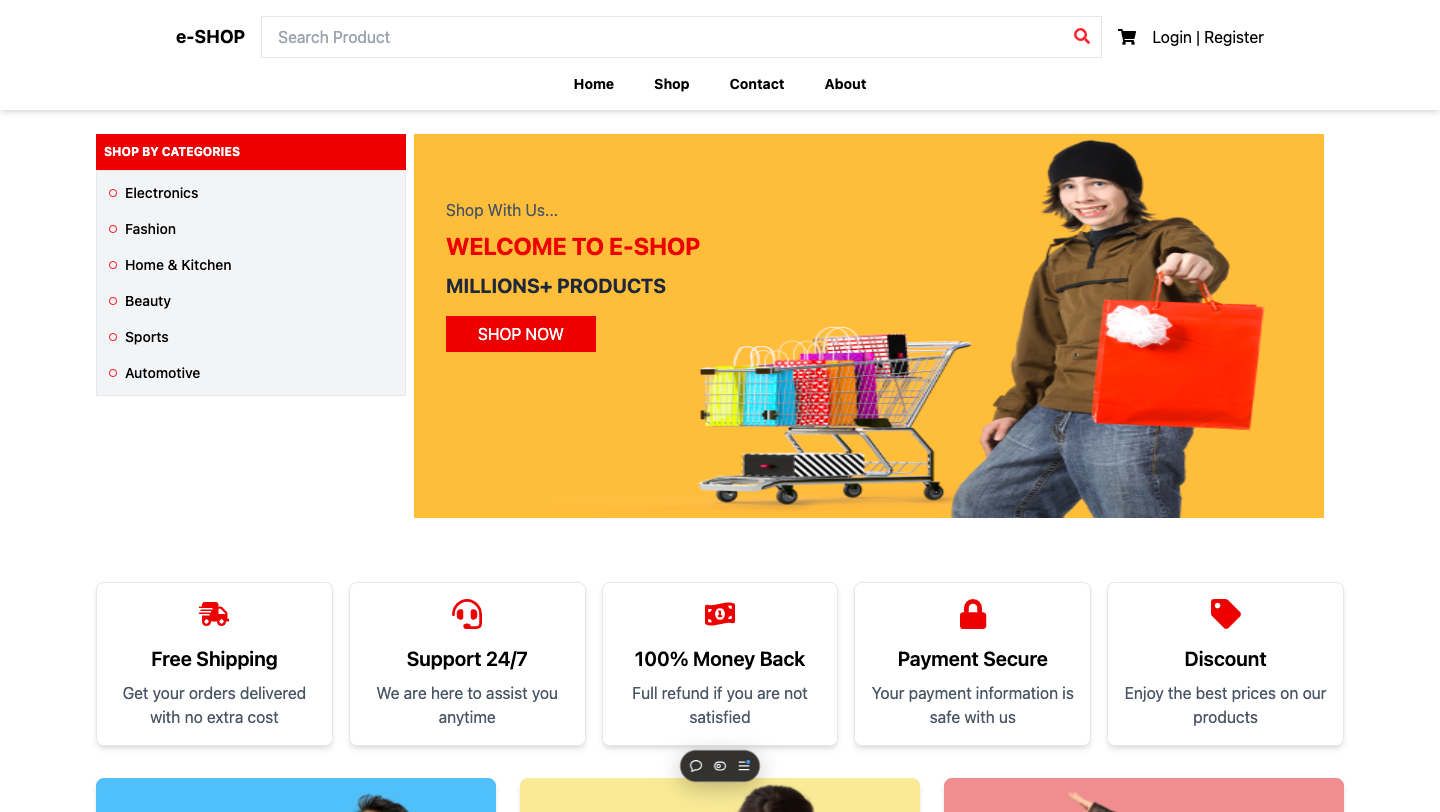 e-SHOP
Search Product
Login | Register
Home Shop Contact About
SHOP BY CATEGORIES
Electronics
Fashion
Home & Kitchen
Beauty
Sports
Automotive
Shop With Us...
WELCOME TO E-SHOP
MILLIONS+ PRODUCTS
SHOP NOW
Free Shipping
Get your orders delivered
with no extra cost
Support 24/7
We are here to assist you
anytime
100% Money Back
Full refund if you are not
satisfied
Payment Secure
Your payment information is
safe with us
Discount
Enjoy the best prices on our
products